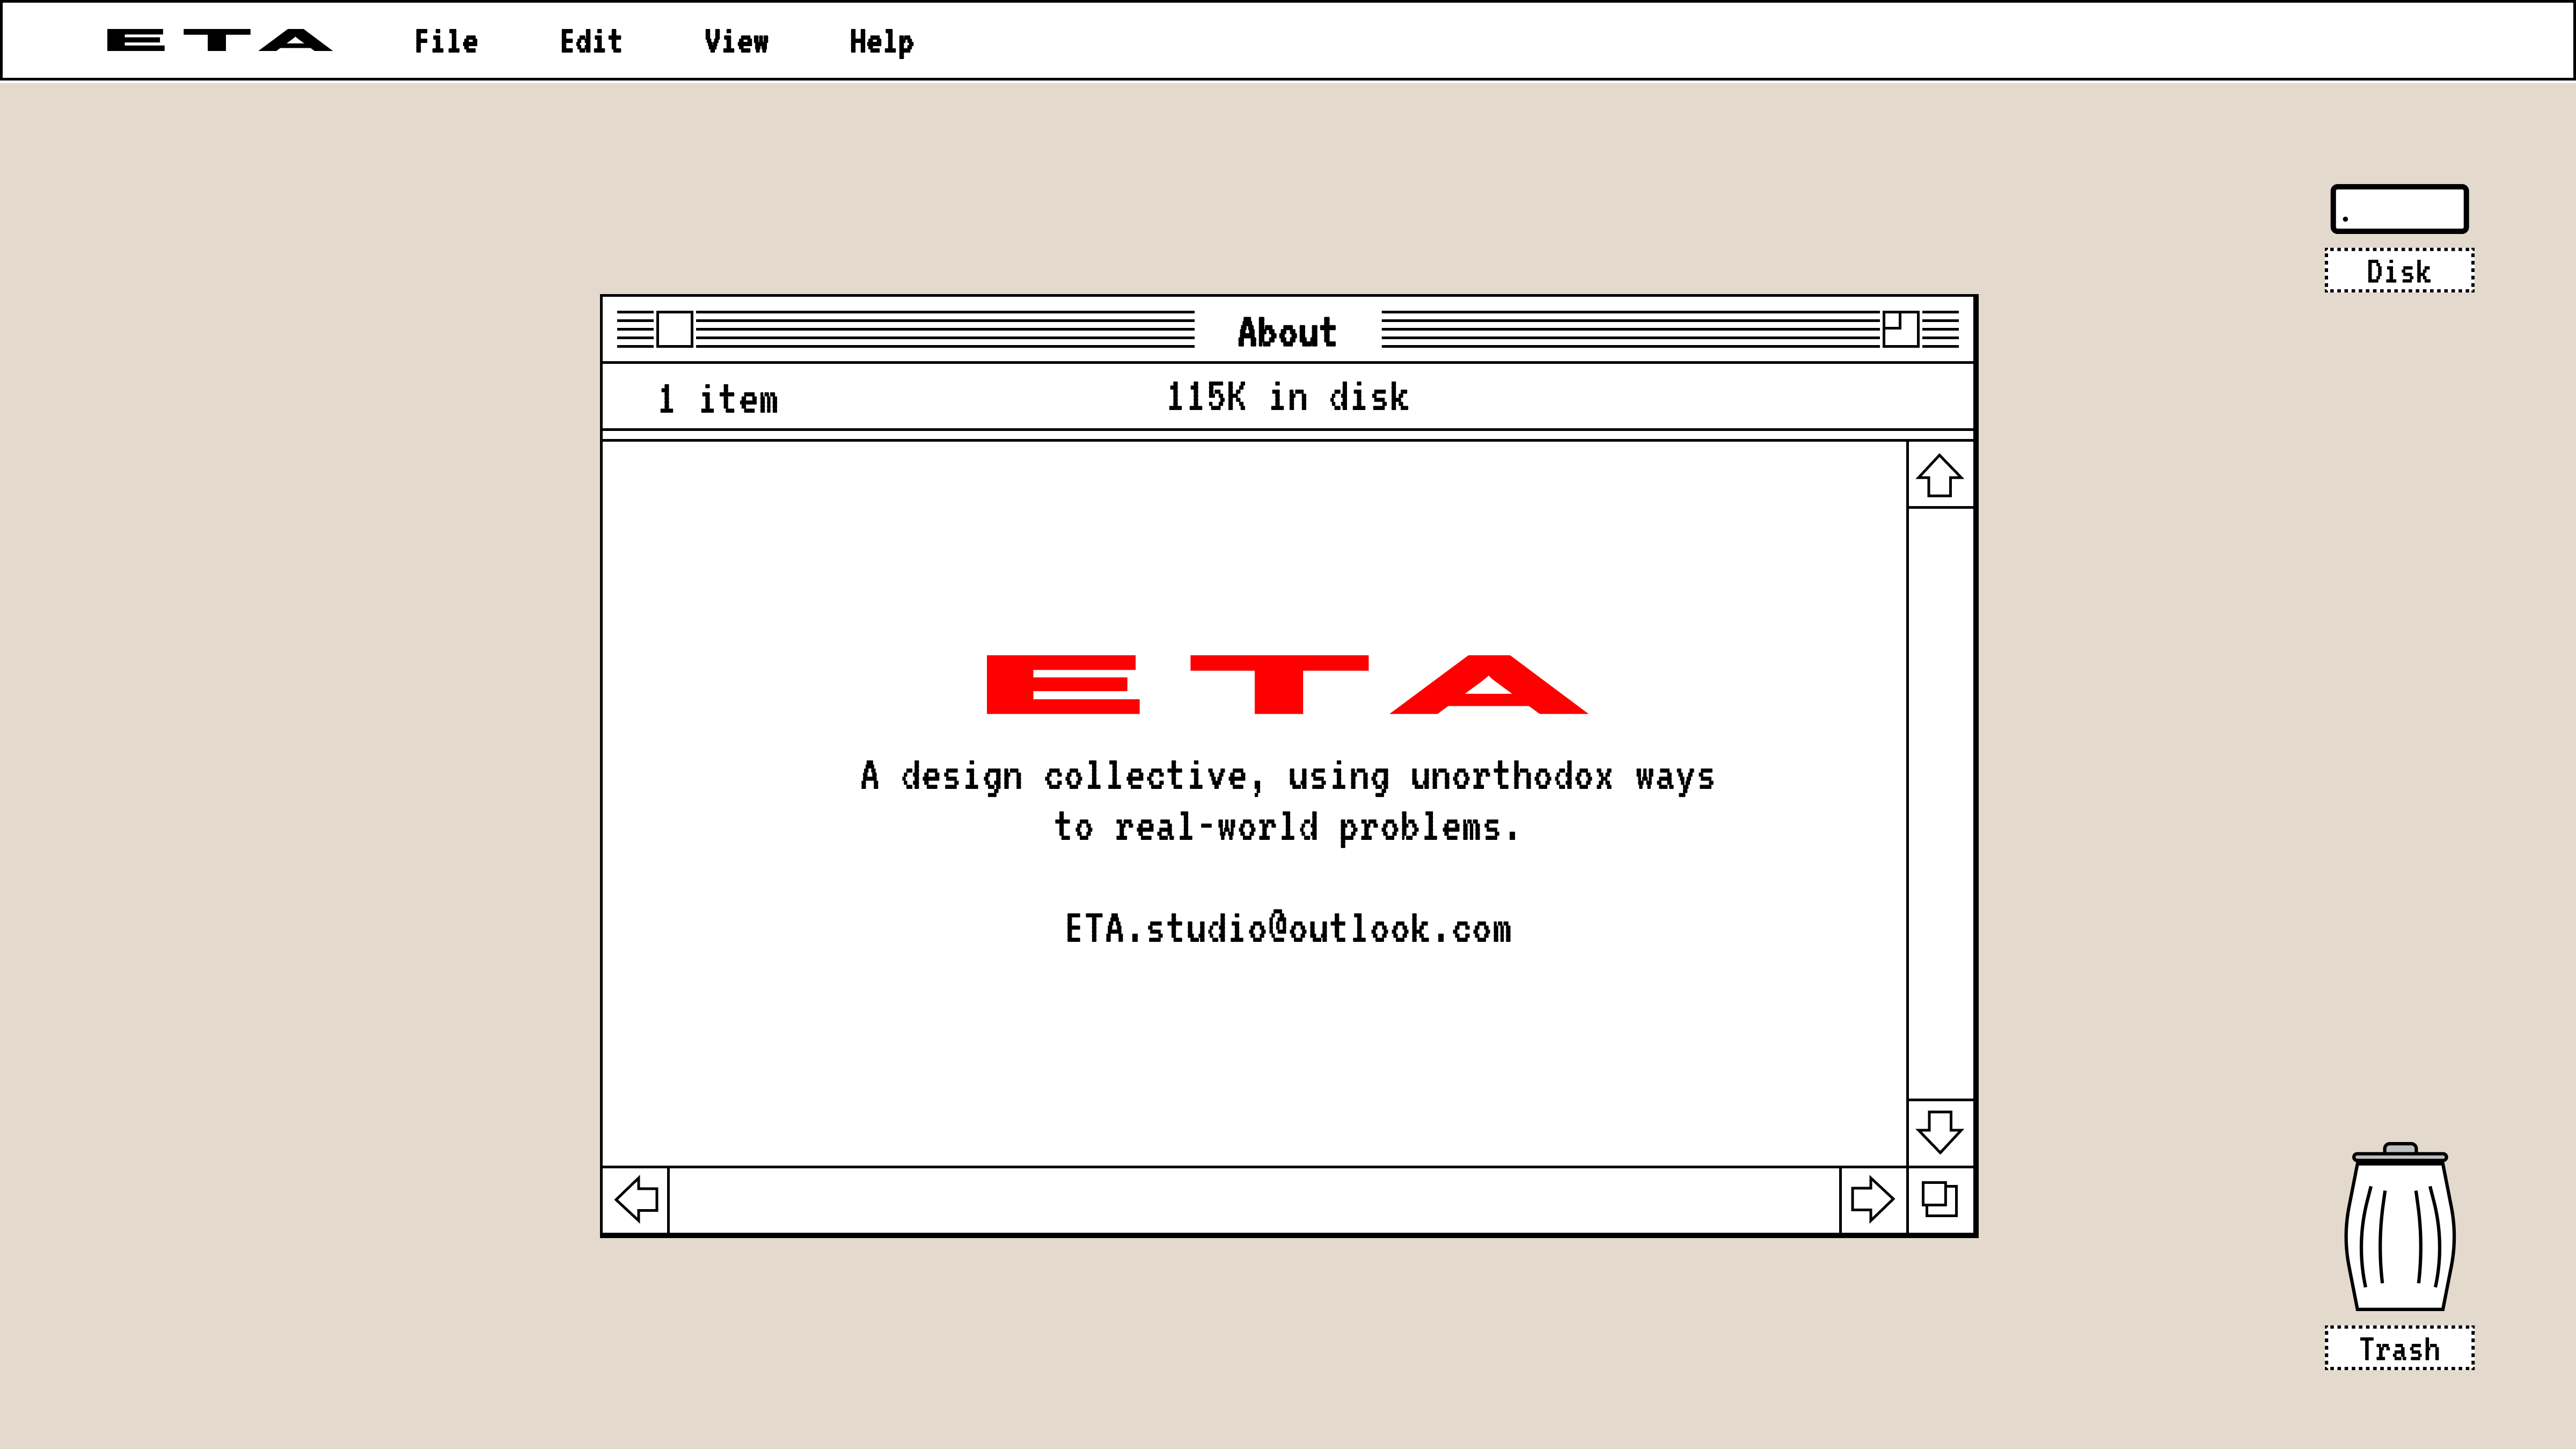 ETA File Edit View Help
Disk
About
1 item 115K in disk
ETA
A design collective, using unorthodox ways
to real-world problems.
ETA.studio@outlook.com
Trash